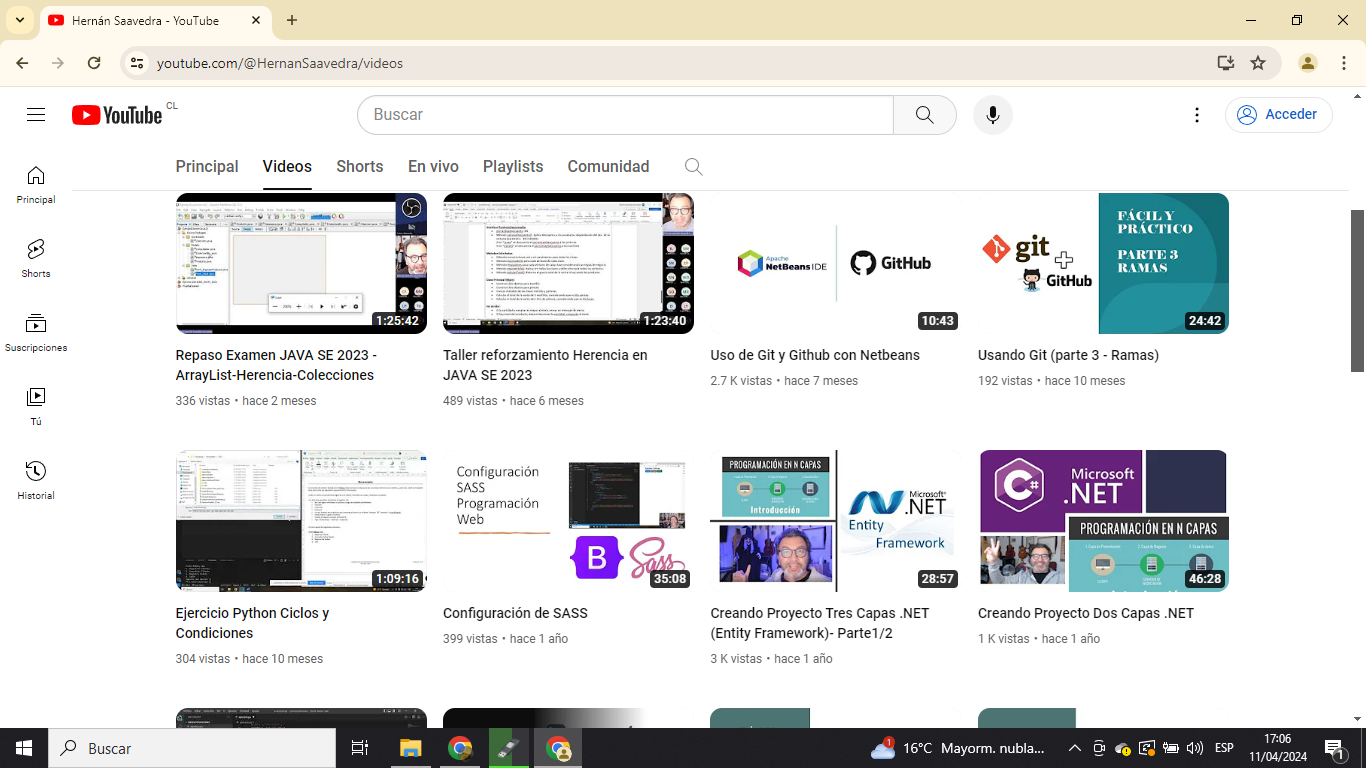 Hernán Saavedra - YouTube
youtube.com/@HernanSaavedra/videos
YouTube CL
Buscar
Acceder
Principal Videos Shorts En vivo Playlists Comunidad
Principal
Shorts
Suscripciones
Tú
Historial
1:25:42
1:23:40
Apache
NetBeans IDE
GitHub
10:43
git
GitHub
FÁCIL Y
PRÁCTICO
PARTE 3
RAMAS
24:42
Repaso Examen JAVA SE 2023 -
ArrayList-Herencia-Colecciones
336 vistas • hace 2 meses
Taller reforzamiento Herencia en
JAVA SE 2023
489 vistas • hace 6 meses
Uso de Git y Github con Netbeans
2.7 K vistas • hace 7 meses
Usando Git (parte 3 - Ramas)
192 vistas • hace 10 meses
1:09:16
Configuración
SASS
Programación
Web
B
Sass
35:08
PROGRAMACIÓN EN N CAPAS
Introducción
Microsoft
.NET
Entity
Framework
28:57
C#
Microsoft
.NET
PROGRAMACIÓN EN N CAPAS
46:28
Ejercicio Python Ciclos y
Condiciones
304 vistas • hace 10 meses
Configuración de SASS
399 vistas • hace 1 año
Creando Proyecto Tres Capas .NET
(Entity Framework)- Parte1/2
3 K vistas • hace 1 año
Creando Proyecto Dos Capas .NET
1 K vistas • hace 1 año
Buscar
1
16°C Mayorm. nubla...
ESP
17:06
11/04/2024
1